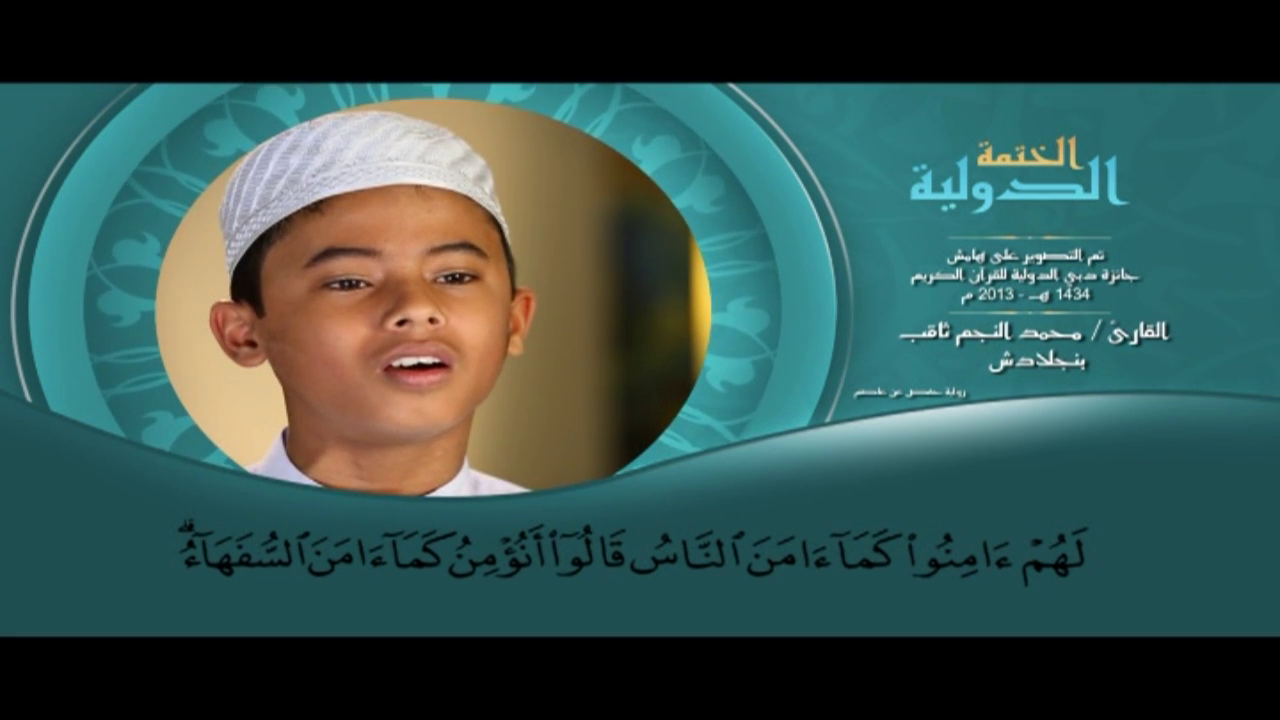 الختمة
الدولية
تم التصوير على هامش
جائزة دبي الدولية للقرآن الكريم
1434 هـ - 2013 م
القارئ / محمد النجم ثاقب
بنجلادش
رواية حفص عن عاصم
لَهُمْ ءَامِنُوا۟ كَمَآ ءَامَنَ ٱلنَّاسُ قَالُوٓا۟ أَنُؤْمِنُ كَمَآ ءَامَنَ ٱلسُّفَهَآءُ ۗ